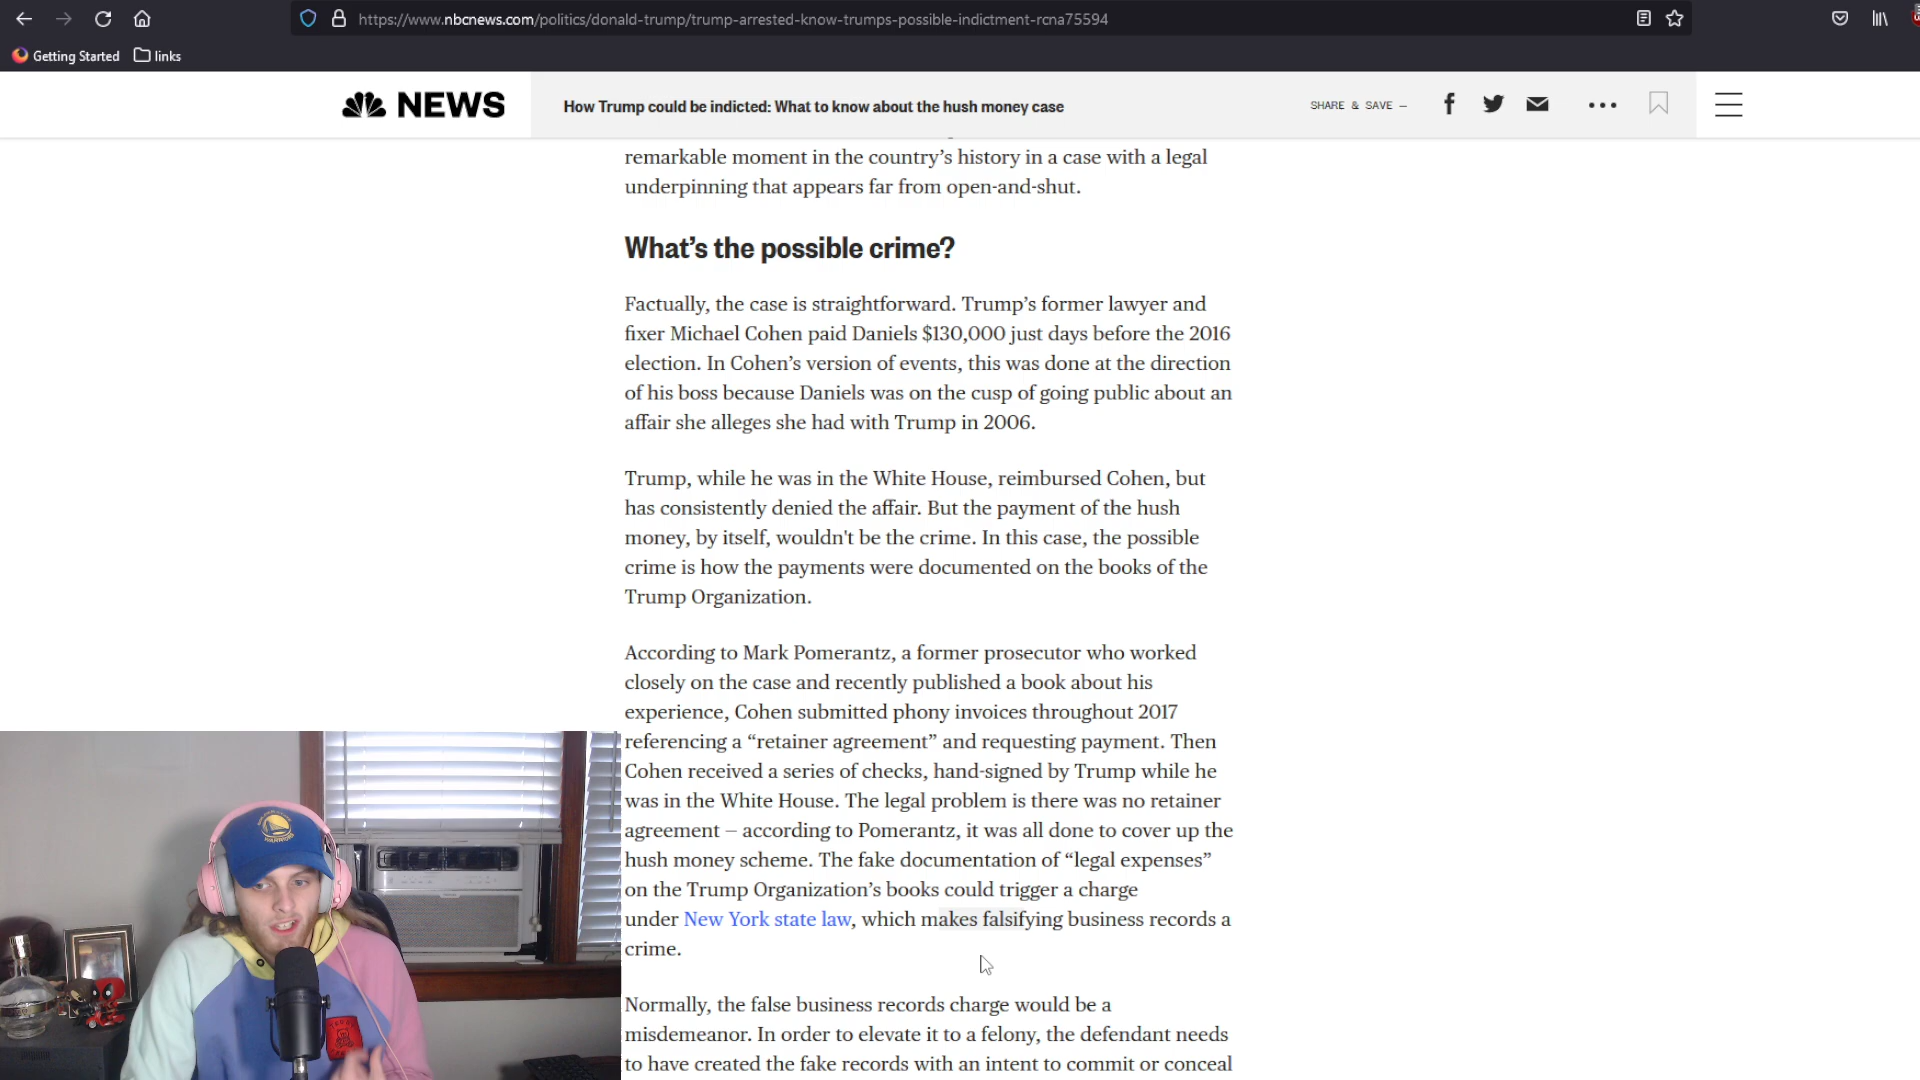 https://www.nbcnews.com/politics/donald-trump/trump-arrested-know-trumps-possible-indictment-rcna75594
Getting Started
links
NEWS
How Trump could be indicted: What to know about the hush money case
SHARE & SAVE —
remarkable moment in the country’s history in a case with a legal
underpinning that appears far from open-and-shut.
What’s the possible crime?
Factually, the case is straightforward. Trump’s former lawyer and
fixer Michael Cohen paid Daniels $130,000 just days before the 2016
election. In Cohen’s version of events, this was done at the direction
of his boss because Daniels was on the cusp of going public about an
affair she alleges she had with Trump in 2006.
Trump, while he was in the White House, reimbursed Cohen, but
has consistently denied the affair. But the payment of the hush
money, by itself, wouldn't be the crime. In this case, the possible
crime is how the payments were documented on the books of the
Trump Organization.
According to Mark Pomerantz, a former prosecutor who worked
closely on the case and recently published a book about his
experience, Cohen submitted phony invoices throughout 2017
referencing a “retainer agreement” and requesting payment. Then
Cohen received a series of checks, hand-signed by Trump while he
was in the White House. The legal problem is there was no retainer
agreement — according to Pomerantz, it was all done to cover up the
hush money scheme. The fake documentation of “legal expenses”
on the Trump Organization’s books could trigger a charge
under New York state law, which makes falsifying business records a
crime.
Normally, the false business records charge would be a
misdemeanor. In order to elevate it to a felony, the defendant needs
to have created the fake records with an intent to commit or conceal
WARRIORS